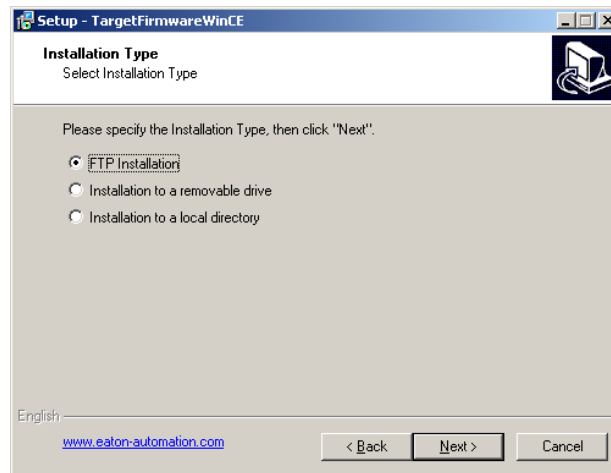 Setup - TargetFirmwareWinCE
Installation Type
Select Installation Type
Please specify the Installation Type, then click "Next".
FTP Installation
Installation to a removable drive
Installation to a local directory
English
www.eaton-automation.com
< Back
Next >
Cancel